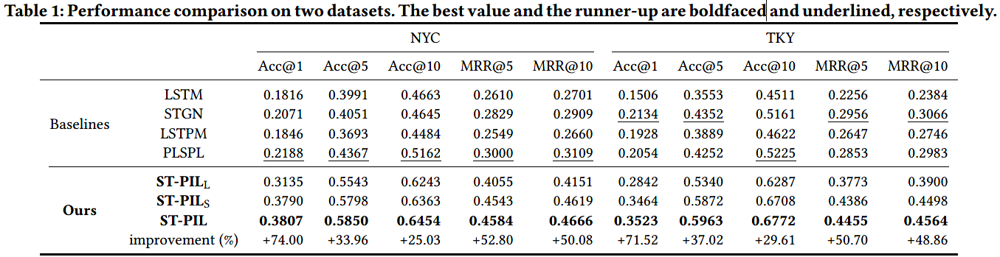 Table 1: Performance comparison on two datasets. The best value and the runner-up are boldfaced and underlined, respectively.
NYC TKY
Acc@1 Acc@5 Acc@10 MRR@5 MRR@10 Acc@1 Acc@5 Acc@10 MRR@5 MRR@10
LSTM 0.1816 0.3991 0.4663 0.2610 0.2701 0.1506 0.3553 0.4511 0.2256 0.2384
STGN 0.2071 0.4051 0.4645 0.2829 0.2909 0.2134 0.4352 0.5161 0.2956 0.3066
Baselines
LSTPM 0.1846 0.3693 0.4484 0.2549 0.2660 0.1928 0.3889 0.4622 0.2647 0.2746
PLSPL 0.2188 0.4367 0.5162 0.3000 0.3109 0.2054 0.4252 0.5225 0.2853 0.2983
ST-PILL 0.3135 0.5543 0.6243 0.4055 0.4151 0.2842 0.5340 0.6287 0.3773 0.3900
ST-PILS 0.3790 0.5798 0.6363 0.4543 0.4619 0.3464 0.5872 0.6708 0.4386 0.4498
Ours
ST-PIL 0.3807 0.5850 0.6454 0.4584 0.4666 0.3523 0.5963 0.6772 0.4455 0.4564
improvement (%) +74.00 +33.96 +25.03 +52.80 +50.08 +71.52 +37.02 +29.61 +50.70 +48.86